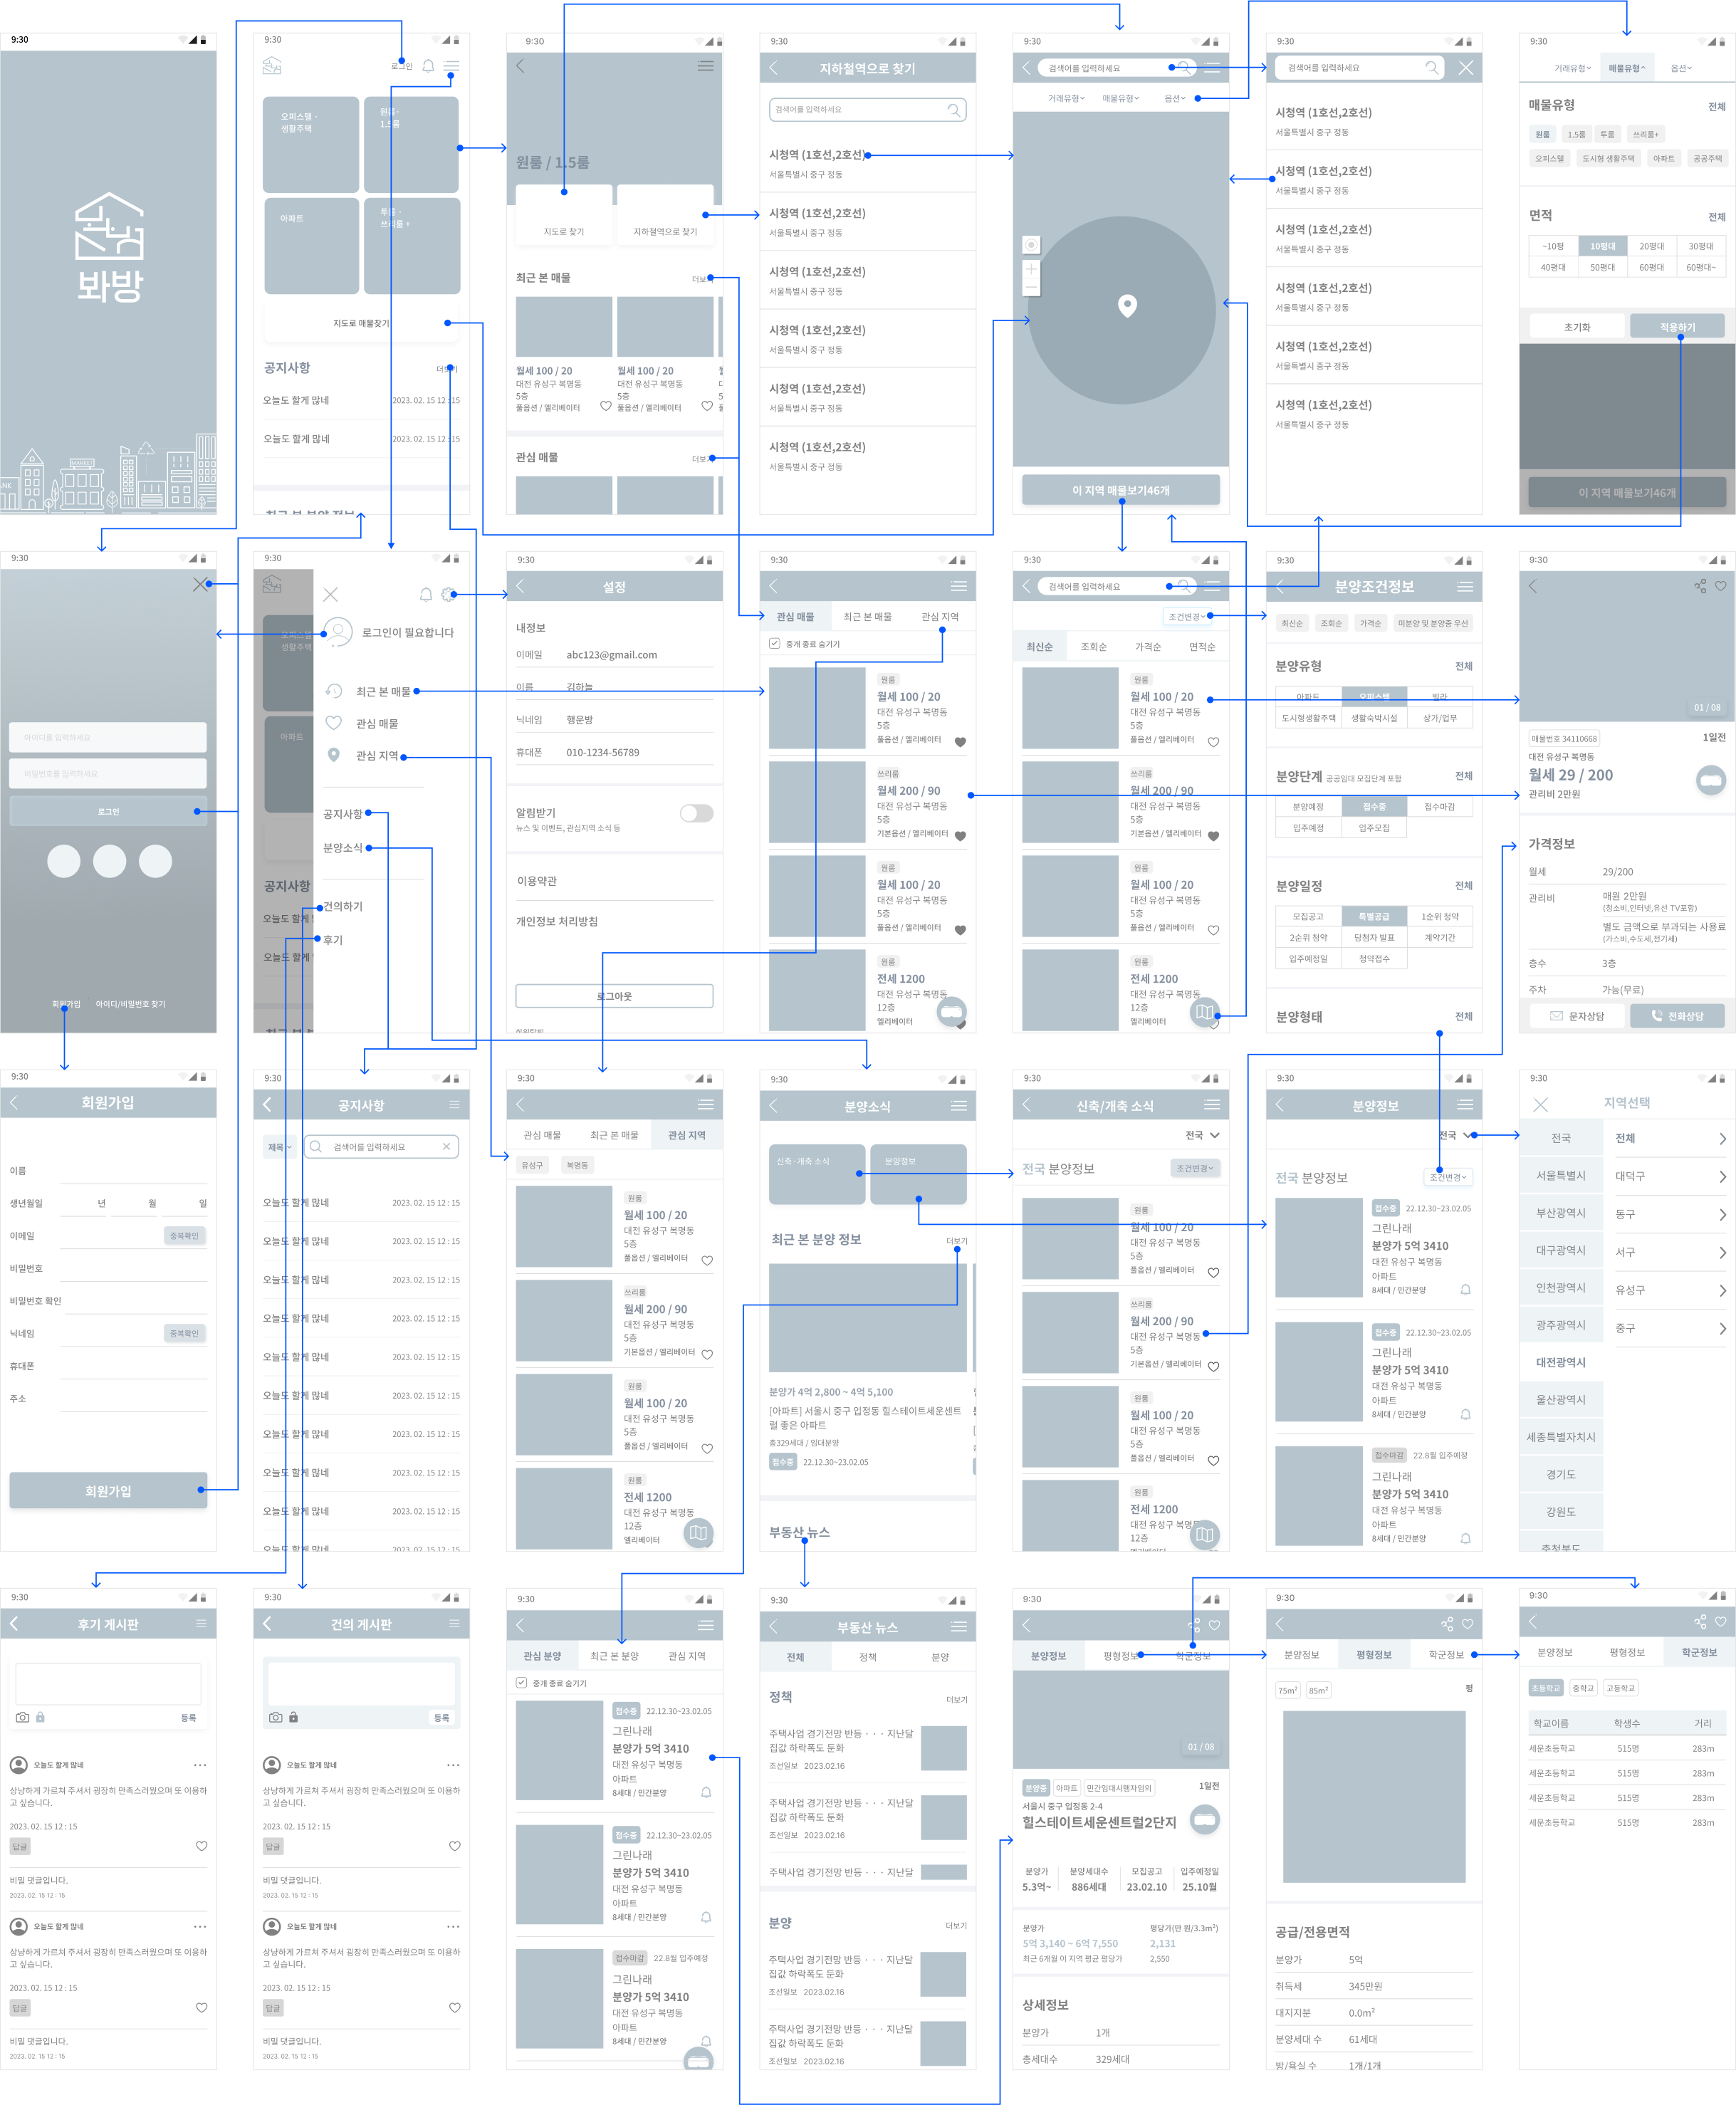 9:30
봐방
9:30
로그인
오피스텔 ·
생활주택
원룸 ·
1.5룸
아파트
투룸 ·
쓰리룸 +
지도로 매물찾기
공지사항
더보기
오늘도 할게 많네
2023. 02. 15 12 : 15
오늘도 할게 많네
2023. 02. 15 12 : 15
최근 본 분양 정보
9:30
원룸 / 1.5룸
지도로 찾기
지하철역으로 찾기
최근 본 매물
더보기
월세 100 / 20
대전 유성구 복명동
5층
풀옵션 / 엘리베이터
월세 100 / 20
대전 유성구 복명동
5층
풀옵션 / 엘리베이터
관심 매물
더보기
9:30
지하철역으로 찾기
검색어를 입력하세요
시청역 (1호선,2호선)
서울특별시 중구 정동
시청역 (1호선,2호선)
서울특별시 중구 정동
시청역 (1호선,2호선)
서울특별시 중구 정동
시청역 (1호선,2호선)
서울특별시 중구 정동
시청역 (1호선,2호선)
서울특별시 중구 정동
시청역 (1호선,2호선)
서울특별시 중구 정동
9:30
검색어를 입력하세요
거래유형
매물유형
옵션
이 지역 매물보기46개
9:30
검색어를 입력하세요
시청역 (1호선,2호선)
서울특별시 중구 정동
시청역 (1호선,2호선)
서울특별시 중구 정동
시청역 (1호선,2호선)
서울특별시 중구 정동
시청역 (1호선,2호선)
서울특별시 중구 정동
시청역 (1호선,2호선)
서울특별시 중구 정동
시청역 (1호선,2호선)
서울특별시 중구 정동
9:30
거래유형
매물유형
옵션
매물유형
전체
원룸 1.5룸 투룸 쓰리룸+
오피스텔 도시형 생활주택 아파트 공공주택
면적
전체
~10평 10평대 20평대 30평대
40평대 50평대 60평대 60평대~
초기화
적용하기
이 지역 매물보기46개
9:30
아이디를 입력하세요
비밀번호를 입력하세요
로그인
회원가입
아이디/비밀번호 찾기
9:30
오피스텔
생활주택
아파트
공지사항
오늘도 할게
오늘도 할게
로그인이 필요합니다
최근 본 매물
관심 매물
관심 지역
공지사항
분양소식
건의하기
후기
9:30
설정
내정보
이메일 abc123@gmail.com
이름 김하늘
닉네임 행운방
휴대폰 010-1234-56789
알림받기
뉴스 및 이벤트, 관심지역 소식 등
이용약관
개인정보 처리방침
로그아웃
회원탈퇴
9:30
관심 매물 최근 본 매물 관심 지역
중개 종료 숨기기
원룸
월세 100 / 20
대전 유성구 복명동
5층
풀옵션 / 엘리베이터
쓰리룸
월세 200 / 90
대전 유성구 복명동
5층
기본옵션 / 엘리베이터
원룸
월세 100 / 20
대전 유성구 복명동
5층
풀옵션 / 엘리베이터
원룸
전세 1200
대전 유성구 복명동
12층
엘리베이터
9:30
검색어를 입력하세요
조건변경
최신순 조회순 가격순 면적순
원룸
월세 100 / 20
대전 유성구 복명동
5층
풀옵션 / 엘리베이터
쓰리룸
월세 200 / 90
대전 유성구 복명동
5층
기본옵션 / 엘리베이터
원룸
월세 100 / 20
대전 유성구 복명동
5층
풀옵션 / 엘리베이터
원룸
전세 1200
대전 유성구 복명동
12층
엘리베이터
9:30
분양조건정보
최신순 조회순 가격순 미분양 및 분양중 우선
분양유형
전체
아파트 오피스텔 빌라
도시형생활주택 생활숙박시설 상가/업무
분양단계 공공임대 모집단계 포함
전체
분양예정 접수중 접수마감
입주예정 입주모집
분양일정
전체
모집공고 특별공급 1순위 청약
2순위 청약 당첨자 발표 계약기간
입주예정일 청약접수
분양형태
전체
9:30
01 / 08
매물번호 34110668
1일전
대전 유성구 복명동
월세 29 / 200
관리비 2만원
가격정보
월세 29/200
관리비 매원 2만원
(청소비,인터넷,유선 TV포함)
별도 금액으로 부과되는 사용료
(가스비,수도세,전기세)
층수 3층
주차 가능(무료)
문자상담
전화상담
9:30
회원가입
이름
생년월일 년 월 일
이메일 중복확인
비밀번호
비밀번호 확인
닉네임 중복확인
휴대폰
주소
회원가입
9:30
공지사항
제목
검색어를 입력하세요
오늘도 할게 많네 2023. 02. 15 12 : 15
오늘도 할게 많네 2023. 02. 15 12 : 15
오늘도 할게 많네 2023. 02. 15 12 : 15
오늘도 할게 많네 2023. 02. 15 12 : 15
오늘도 할게 많네 2023. 02. 15 12 : 15
오늘도 할게 많네 2023. 02. 15 12 : 15
오늘도 할게 많네 2023. 02. 15 12 : 15
오늘도 할게 많네 2023. 02. 15 12 : 15
오늘도 할게 많네 2023. 02. 15 12 : 15
오늘도 할게 많네 2023. 02. 15 12 : 15
9:30
관심 매물 최근 본 매물 관심 지역
유성구 복명동
원룸
월세 100 / 20
대전 유성구 복명동
5층
풀옵션 / 엘리베이터
쓰리룸
월세 200 / 90
대전 유성구 복명동
5층
기본옵션 / 엘리베이터
원룸
월세 100 / 20
대전 유성구 복명동
5층
풀옵션 / 엘리베이터
원룸
전세 1200
대전 유성구 복명동
12층
엘리베이터
9:30
분양소식
신축 · 개축 소식
분양정보
최근 본 분양 정보
더보기
분양가 4억 2,800 ~ 4억 5,100
[아파트] 서울시 중구 입정동 힐스테이트세운센트
럴 좋은 아파트
총329세대 / 임대분양
접수중 22.12.30~23.02.05
부동산 뉴스
9:30
신축/개축 소식
전국
전국 분양정보
조건변경
원룸
월세 100 / 20
대전 유성구 복명동
5층
풀옵션 / 엘리베이터
쓰리룸
월세 200 / 90
대전 유성구 복명동
5층
기본옵션 / 엘리베이터
원룸
월세 100 / 20
대전 유성구 복명동
5층
풀옵션 / 엘리베이터
원룸
전세 1200
대전 유성구 복명동
12층
9:30
분양정보
전국
전국 분양정보
조건변경
접수중 22.12.30~23.02.05
그린나래
분양가 5억 3410
대전 유성구 복명동
아파트
8세대 / 민간분양
접수중 22.12.30~23.02.05
그린나래
분양가 5억 3410
대전 유성구 복명동
아파트
8세대 / 민간분양
접수마감 22.8월 입주예정
그린나래
분양가 5억 3410
대전 유성구 복명동
아파트
8세대 / 민간분양
9:30
지역선택
전국
서울특별시
부산광역시
대구광역시
인천광역시
광주광역시
대전광역시
울산광역시
세종특별자치시
경기도
강원도
충청북도
전체
대덕구
동구
서구
유성구
중구
9:30
후기 게시판
등록
오늘도 할게 많네
상냥하게 가르쳐 주셔서 굉장히 만족스러웠으며 또 이용하
고 싶습니다.
2023. 02. 15 12 : 15
답글
비밀 댓글입니다.
2023. 02. 15 12 : 15
오늘도 할게 많네
상냥하게 가르쳐 주셔서 굉장히 만족스러웠으며 또 이용하
고 싶습니다.
2023. 02. 15 12 : 15
답글
비밀 댓글입니다.
2023. 02. 15 12 : 15
9:30
건의 게시판
등록
오늘도 할게 많네
상냥하게 가르쳐 주셔서 굉장히 만족스러웠으며 또 이용하
고 싶습니다.
2023. 02. 15 12 : 15
답글
비밀 댓글입니다.
2023. 02. 15 12 : 15
오늘도 할게 많네
상냥하게 가르쳐 주셔서 굉장히 만족스러웠으며 또 이용하
고 싶습니다.
2023. 02. 15 12 : 15
답글
비밀 댓글입니다.
2023. 02. 15 12 : 15
9:30
관심 분양 최근 본 분양 관심 지역
중개 종료 숨기기
접수중 22.12.30~23.02.05
그린나래
분양가 5억 3410
대전 유성구 복명동
아파트
8세대 / 민간분양
접수중 22.12.30~23.02.05
그린나래
분양가 5억 3410
대전 유성구 복명동
아파트
8세대 / 민간분양
접수마감 22.8월 입주예정
그린나래
분양가 5억 3410
대전 유성구 복명동
아파트
8세대 / 민간분양
9:30
부동산 뉴스
전체 정책 분양
정책
더보기
주택사업 경기전망 반등 · · · 지난달
집값 하락폭도 둔화
조선일보 2023.02.16
주택사업 경기전망 반등 · · · 지난달
집값 하락폭도 둔화
조선일보 2023.02.16
주택사업 경기전망 반등 · · · 지난달
분양
더보기
주택사업 경기전망 반등 · · · 지난달
집값 하락폭도 둔화
조선일보 2023.02.16
주택사업 경기전망 반등 · · · 지난달
집값 하락폭도 둔화
조선일보 2023.02.16
9:30
분양정보 평형정보 학군정보
01 / 08
분양중 아파트 민간임대시행자임의
1일전
서울시 중구 입정동 2-4
힐스테이트세운센트럴2단지
분양가 분양세대수 모집공고 입주예정일
5.3억~ 886세대 23.02.10 25.10월
분양가 평당가(만 원/3.3m²)
5억 3,140 ~ 6억 7,550 2,131
최근 6개월 이 지역 평균 평당가 2,550
상세정보
분양가 1개
총세대수 329세대
9:30
분양정보 평형정보 학군정보
75m² 85m²
평
공급/전용면적
분양가 5억
취득세 345만원
대지지분 0.0m²
분양세대 수 61세대
방/욕실 수 1개/1개
9:30
분양정보 평형정보 학군정보
초등학교 중학교 고등학교
학교이름 학생수 거리
세운초등학교 515명 283m
세운초등학교 515명 283m
세운초등학교 515명 283m
세운초등학교 515명 283m